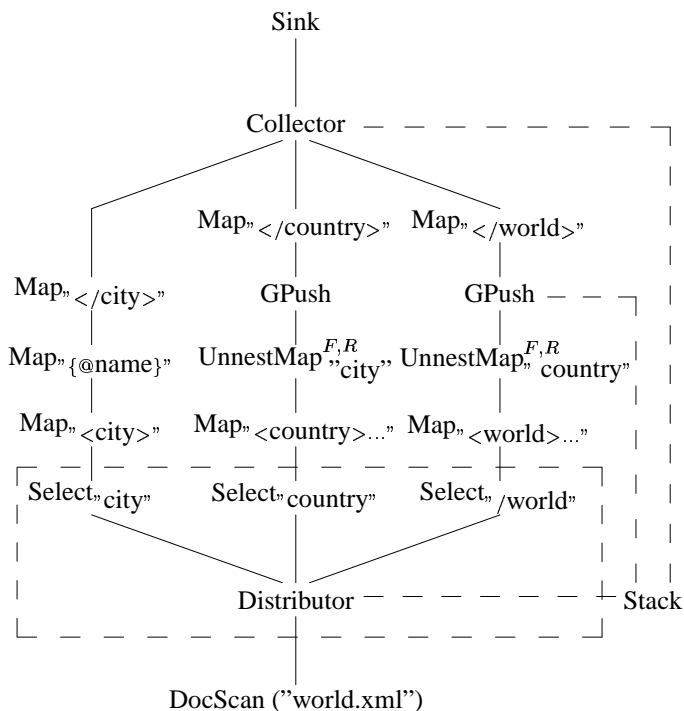 Sink
Collector
Map"</country>" Map"</world>"
Map"</city>" GPush GPush
Map"{@name}" UnnestMap F,R "city" UnnestMap F,R "country"
Map"<city>" Map"<country>..." Map"<world>..."
Select"city" Select"country" Select"/world"
Distributor Stack
DocScan ("world.xml")